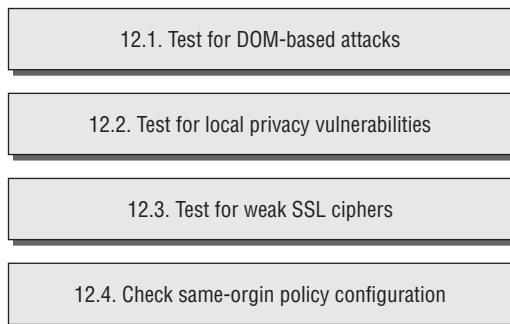 12.1. Test for DOM-based attacks
12.2. Test for local privacy vulnerabilities
12.3. Test for weak SSL ciphers
12.4. Check same-orgin policy configuration